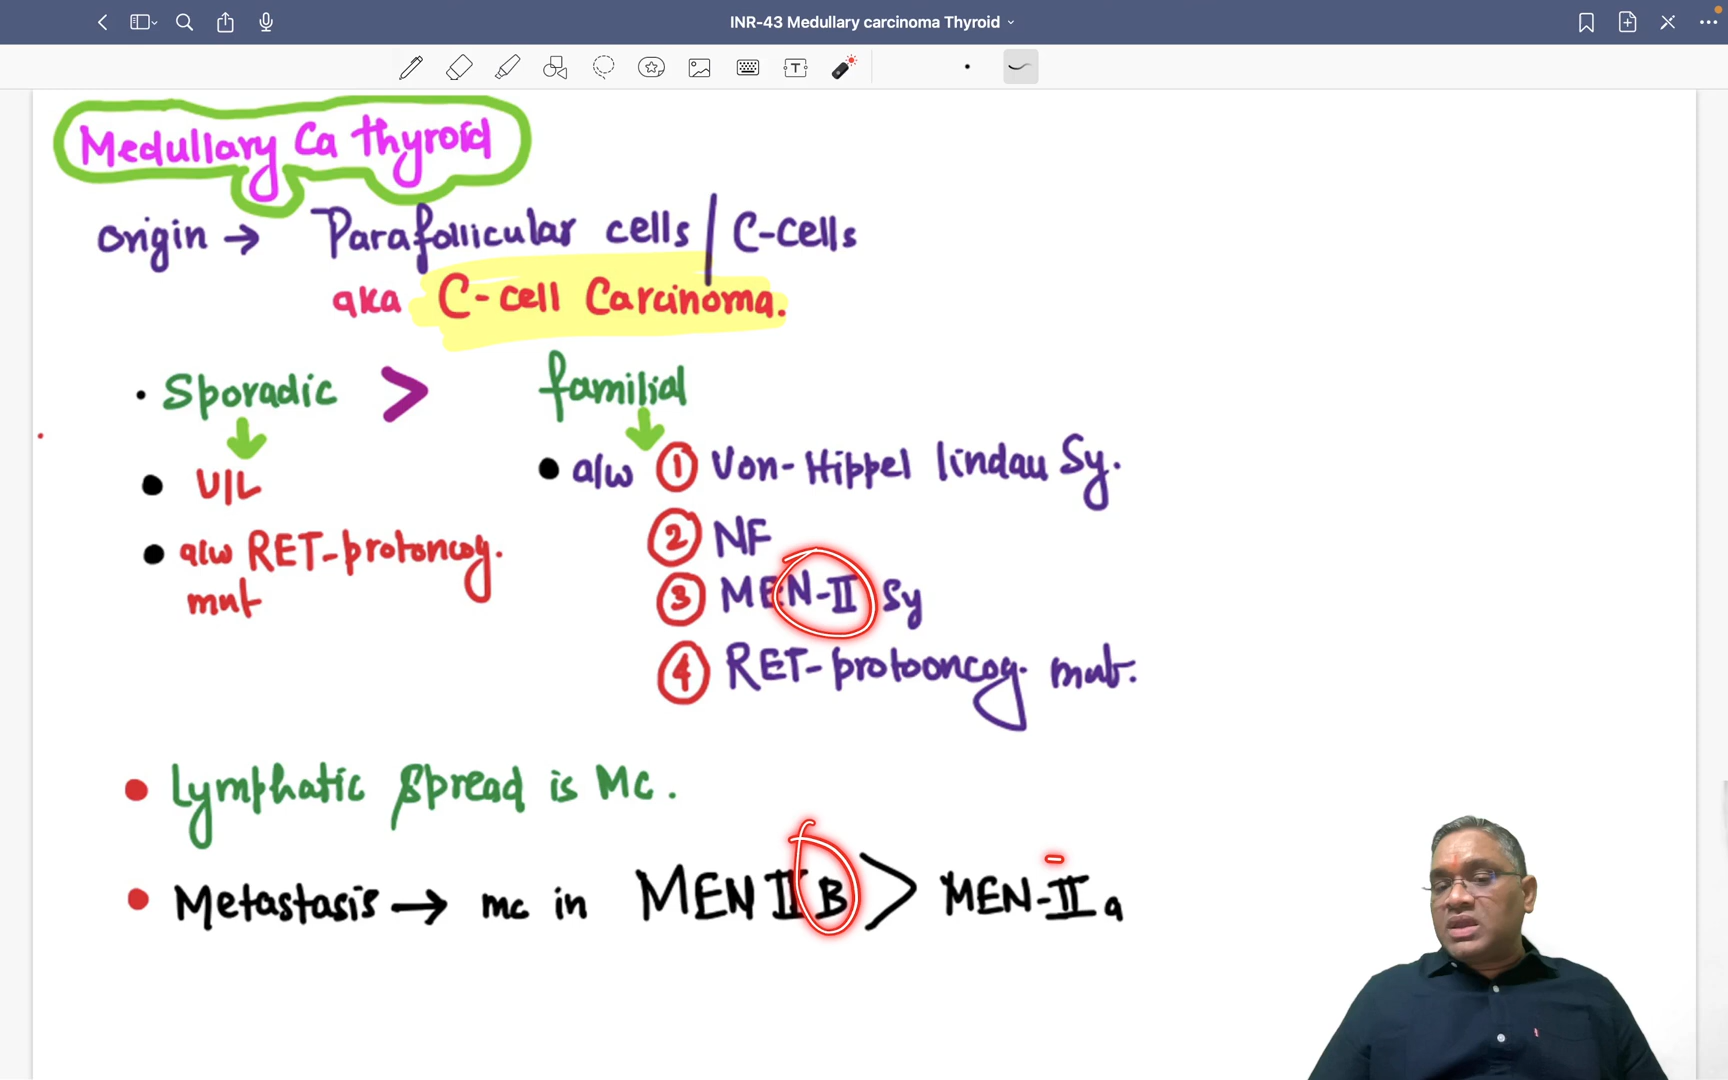 INR-43 Medullary carcinoma Thyroid
Medullary Ca thyroid
Origin → Parafollicular cells / C-cells
aka C-cell Carcinoma.
• Sporadic > familial
• U/L
• a/w ① Von-Hippel lindau Sy.
• a/w RET-protoncog. mut
② NF
③ MEN-II Sy
④ RET-protooncog. mut.
• Lymphatic spread is MC.
• Metastasis → mc in MEN II B > MEN-II a